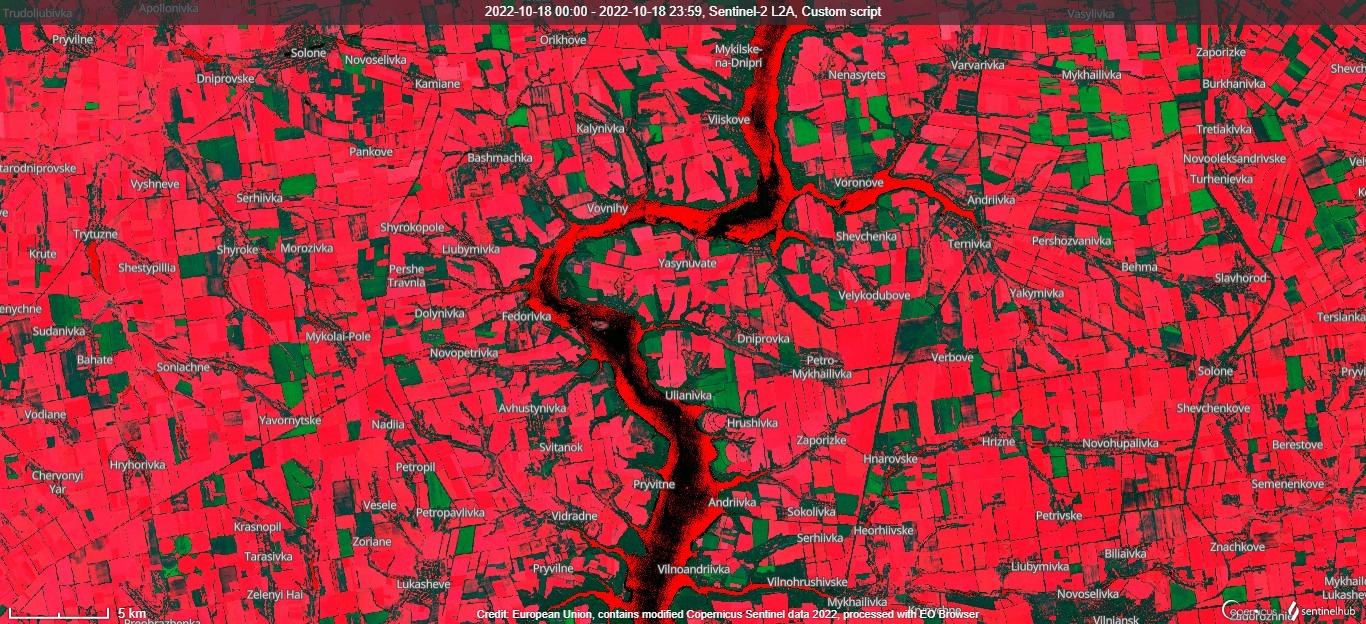 2022-10-18 00:00 - 2022-10-18 23:59, Sentinel-2 L2A, Custom script
Trudoliubivka
Apollonivka
Vasylivka
Pryvilne
Solone
Novoselivka
Orikhove
Mykilske-
na-Dnipri
Zaporizke
Dniprovske
Kamiane
Nenasytets
Varvarivka
Mykhailivka
Burkhanivka
Shevch
Viiskove
Kalynivka
Tretiakivka
Pankove
Bashmachka
Novooleksandrivske
Vel
tarodniprovske
Vyshneve
Voronove
Turhenievka
Serhiivka
Andriivka
K
ve
Vovnihy
Shyrokopole
Trytuzne
Shevchenka
Ternivka
Pershozvanivka
Krute
Shyroke
Morozivka
Liubymivka
Yasynuvate
Shestypillia
Pershe
Travnia
Behma
Slavhorod
Velykodubove
Yakymivka
enychne
Dolynivka
Fedorivka
Tersianka
Sudanivka
Mykolai-Pole
Dniprovka
Bahate
Soniachne
Novopetrivka
Petro-
Mykhailivka
Verbove
Solone
Pryvi
Ulianivka
Vodiane
Yavornytske
Nadiia
Avhustynivka
Hrushivka
Shevchenkove
Zaporizke
Hrizne
Novohupalivka
Berestove
Svitanok
Hnarovske
Chervonyi
Yar
Hryhorivka
Petropil
Pryvitne
Semenenkove
Vesele
Petropavlivka
Vidradne
Andriivka
Sokolivka
Petrivske
Krasnopil
Zoriane
Serhiivka
Heorhiivske
Tarasivka
Biliaivka
Znachkove
Pryvilne
Vilnoandriivka
Liubymivka
Zelenyi Hai
Lukasheve
Vilnohrushivske
Mykhailivka
Novoselivka
Mykhail
Lukashev
5 km
Credit: European Union, contains modified Copernicus Sentinel data 2022, processed with EO Browser
Copernicus
sentinelhub
Vilniansk